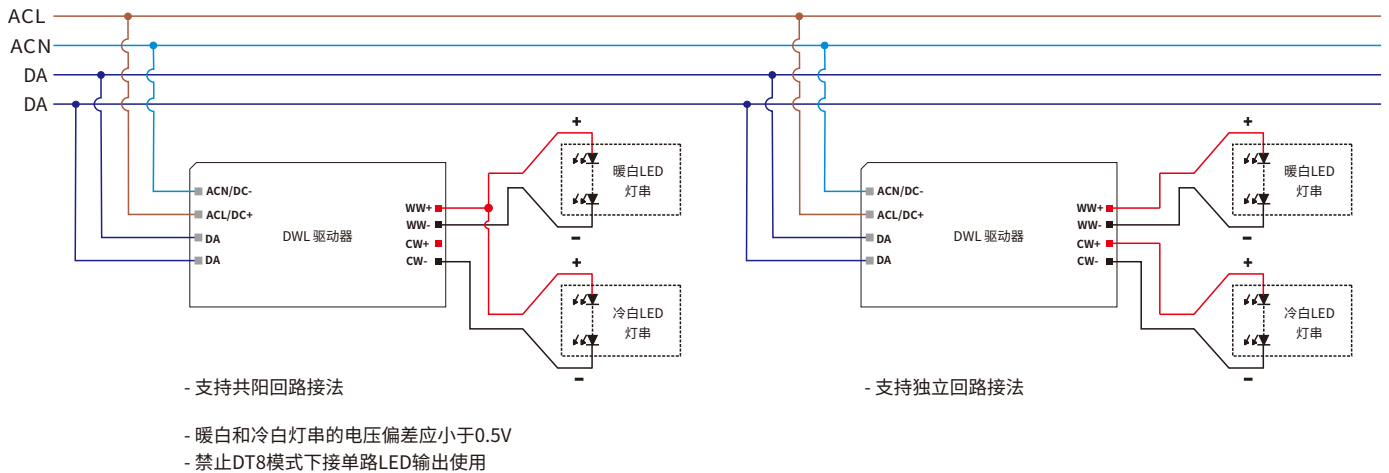 ACL
ACN
DA
DA
ACN/DC-
ACL/DC+
DA
DA
DWL 驱动器
WW+
WW-
CW+
CW-
+
暖白LED
灯串
-
+
冷白LED
灯串
-
- 支持共阳回路接法
- 暖白和冷白灯串的电压偏差应小于0.5V
- 禁止DT8模式下接单路LED输出使用
ACN/DC-
ACL/DC+
DA
DA
DWL 驱动器
WW+
WW-
CW+
CW-
+
暖白LED
灯串
-
+
冷白LED
灯串
-
- 支持独立回路接法